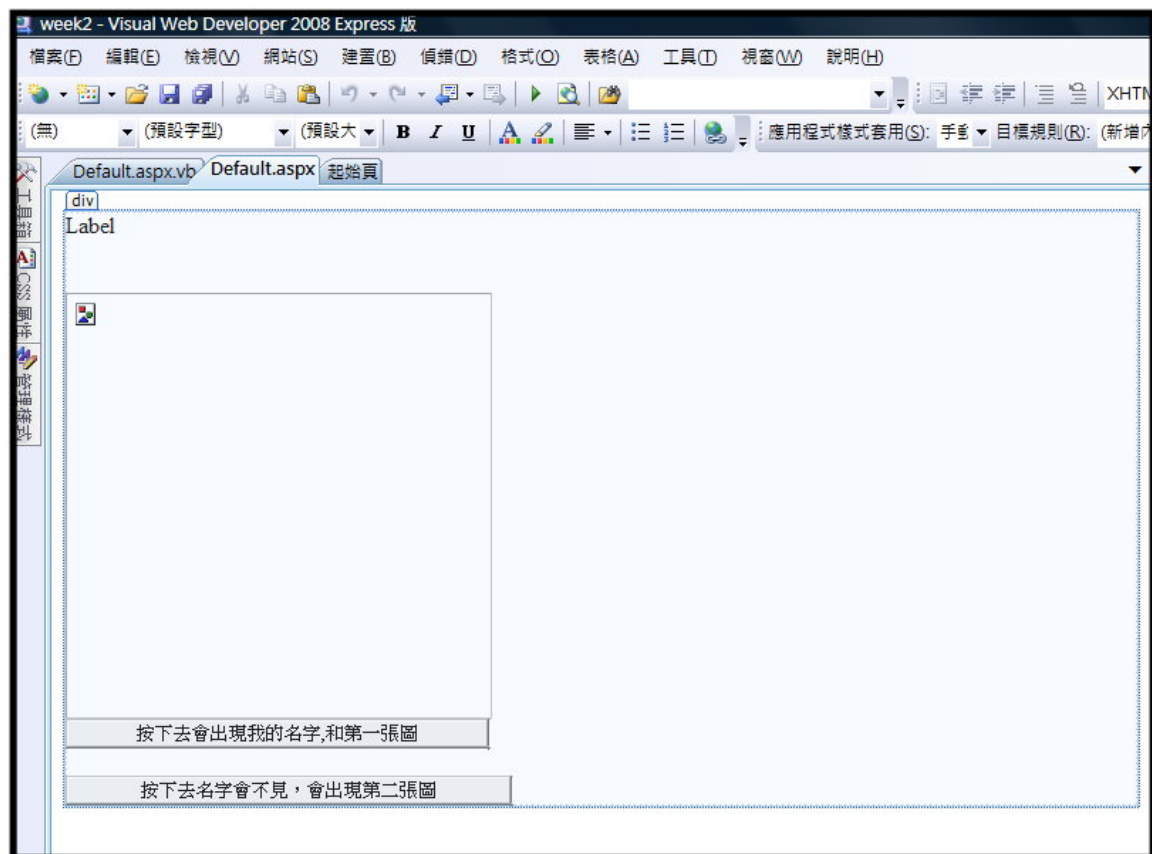 week2 - Visual Web Developer 2008 Express 版
檔案(F) 編輯(E) 檢視(V) 網站(S) 建置(B) 偵錯(D) 格式(O) 表格(A) 工具(T) 視窗(W) 說明(H)
XHTM
(無) (預設字型) (預設大 B I U A 應用程式樣式套用(S): 手動 目標規則(R): (新增內
Default.aspx.vb Default.aspx 起始頁
工具箱
CSS 屬性
管理樣式
div
Label
按下去會出現我的名字,和第一張圖
按下去名字會不見，會出現第二張圖